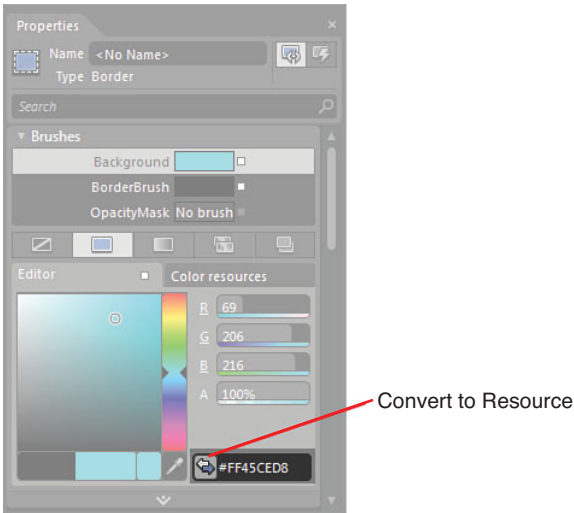 Properties
Name <No Name>
Type Border
Search
Brushes
Background
BorderBrush
OpacityMask No brush
Editor
Color resources
R 69
G 206
B 216
A 100%
#FF45CED8
Convert to Resource